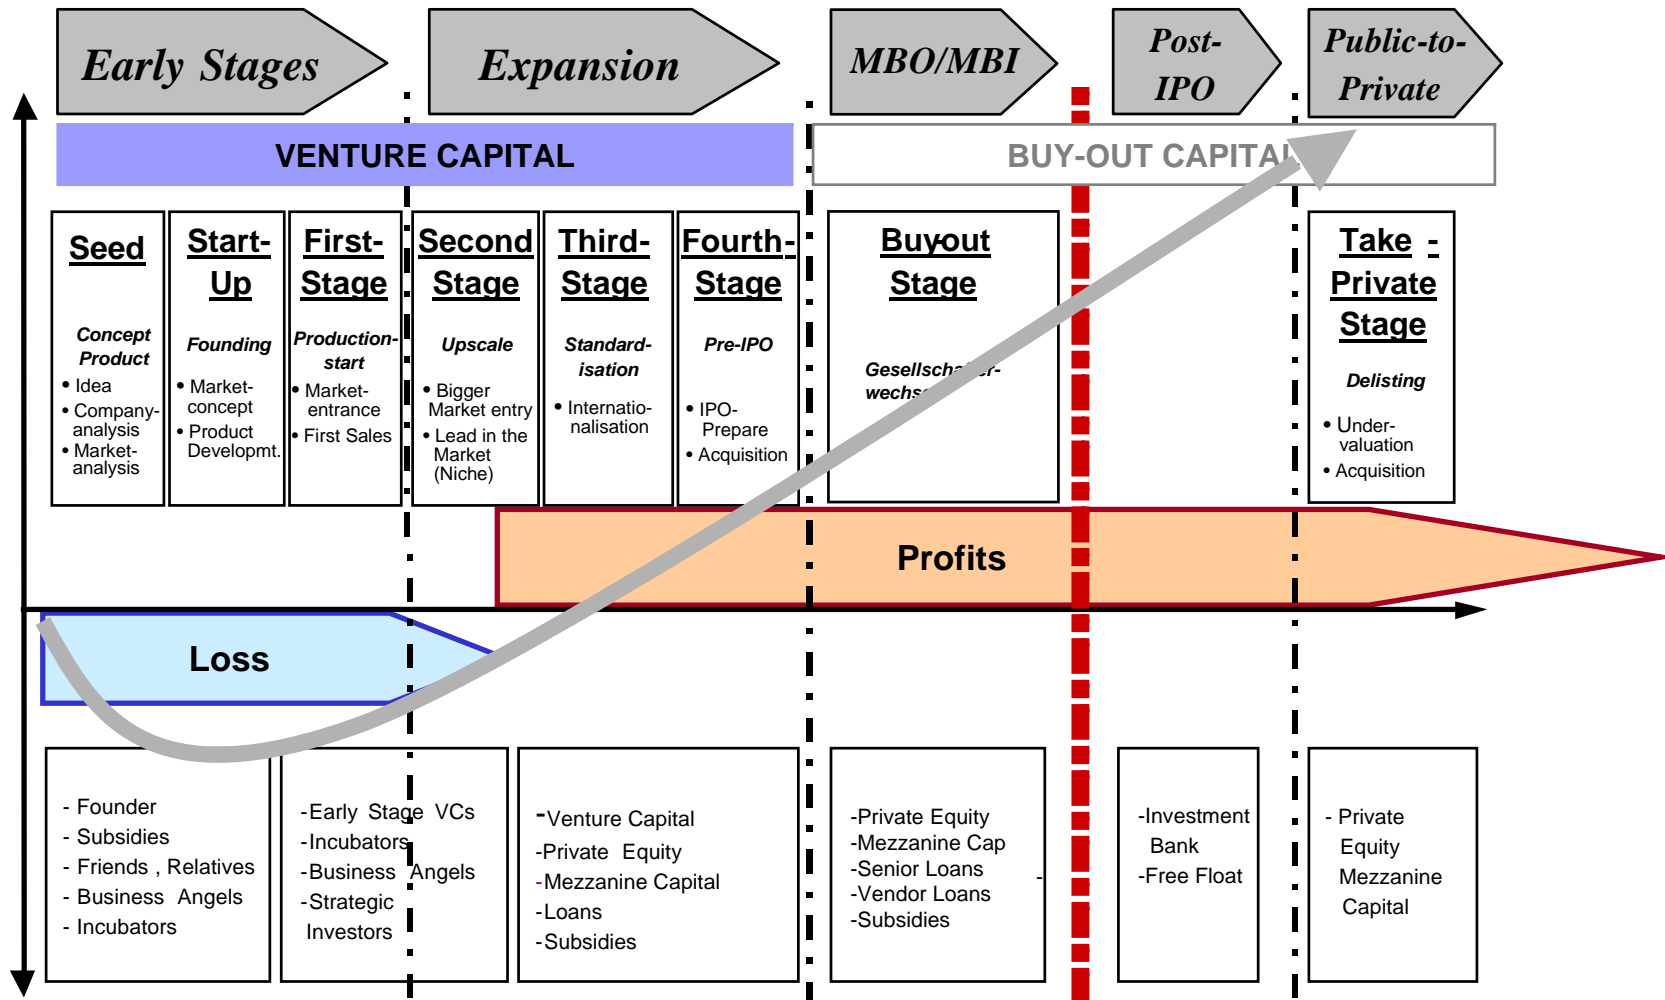 Early Stages
Expansion
MBO/MBI
Post-
IPO
Public-to-
Private
VENTURE CAPITAL
BUY-OUT CAPITAL
Seed
Concept
Product
• Idea
• Company-
analysis
• Market-
analysis
Start-
Up
Founding
• Market-
concept
• Product
Developmt.
First-
Stage
Production-
start
• Market-
entrance
• First Sales
Second
Stage
Upscale
• Bigger
Market entry
• Lead in the
Market
(Niche)
Third-
Stage
Standard-
isation
• Internatio-
nalisation
Fourth-
Stage
Pre-IPO
• IPO-
Prepare
• Acquisition
Buy-out
Stage
Gesellschafter-
Take -
Private
Stage
Delisting
• Under-
valuation
• Acquisition
Profits
Loss
- Founder
- Subsidies
- Friends , Relatives
- Business Angels
- Incubators
-Early Stage VCs
-Incubators
-Business Angels
-Strategic
Investors
-Venture Capital
-Private Equity
-Mezzanine Capital
-Loans
-Subsidies
-Private Equity
-Mezzanine Cap
-Senior Loans
-Vendor Loans
-Subsidies
-
-Investment
Bank
-Free Float
- Private
Equity
Mezzanine
Capital